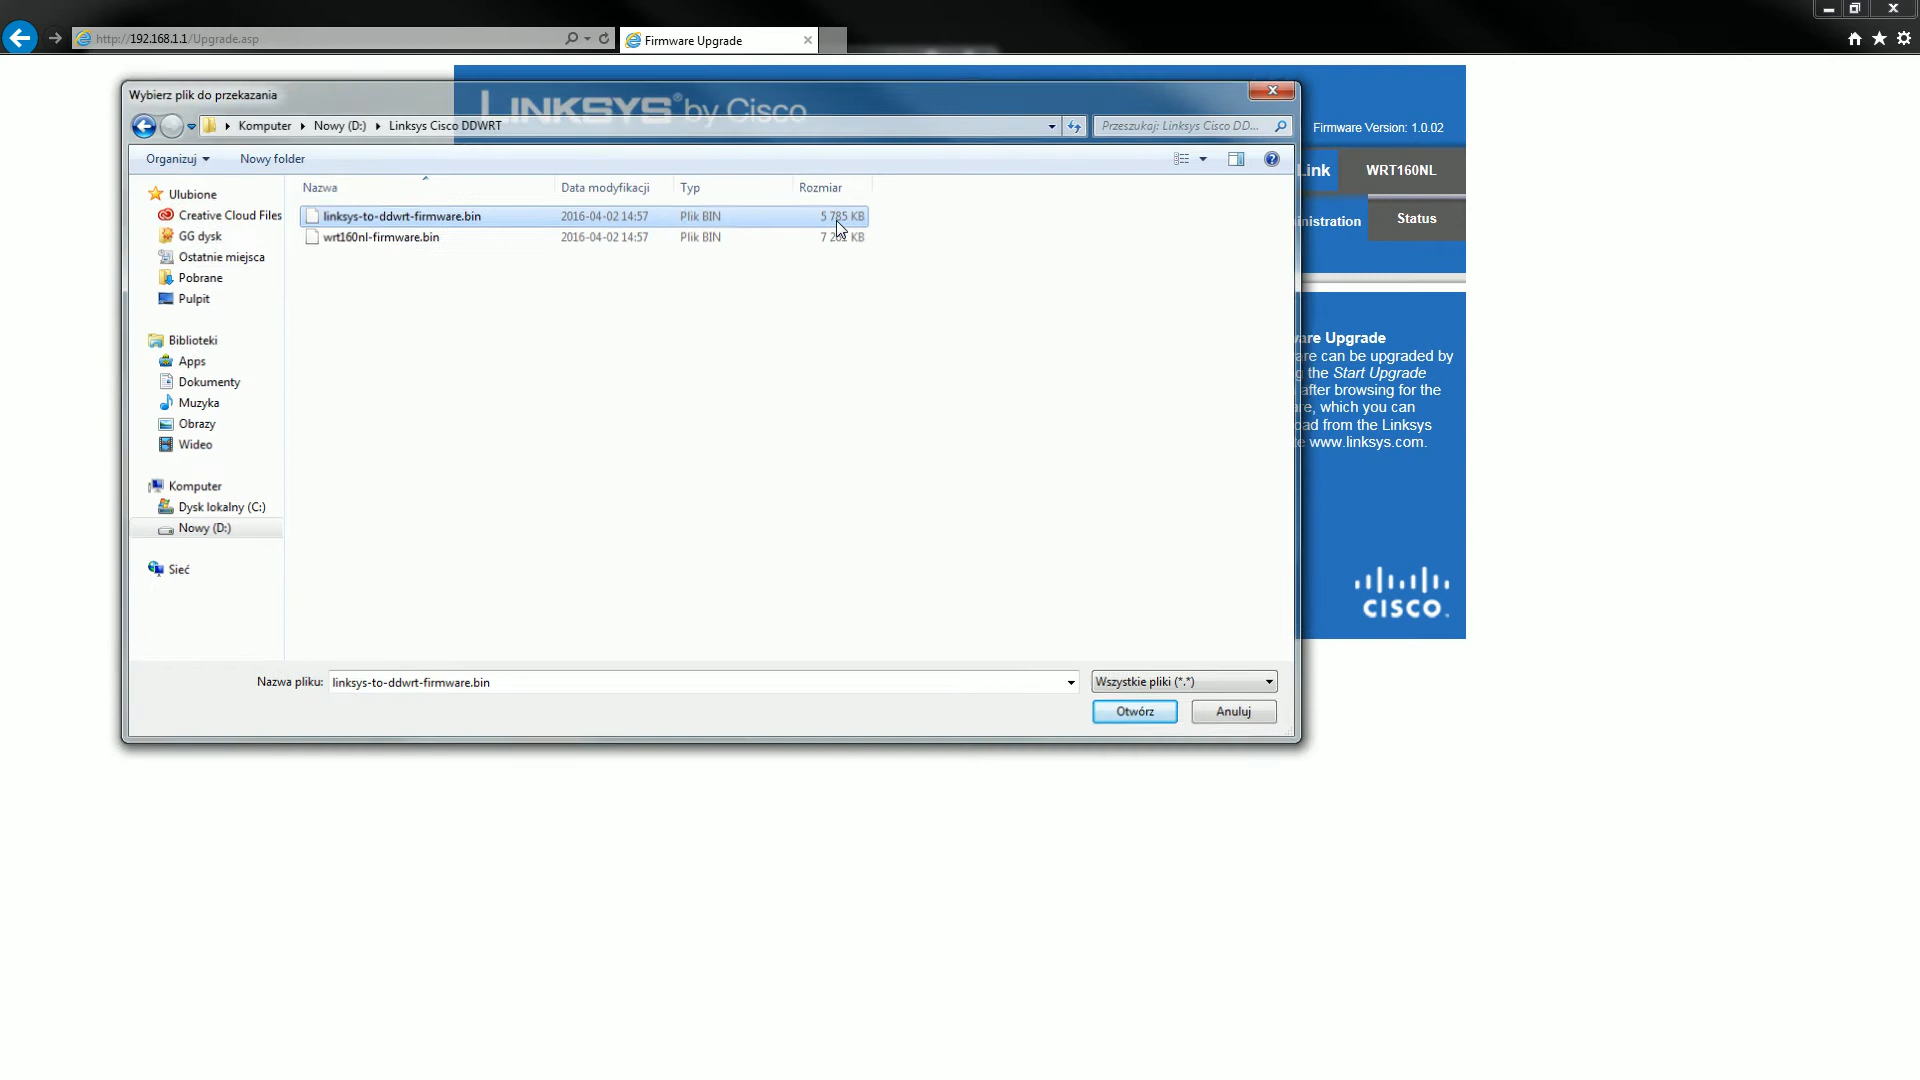 http://192.168.1.1/Upgrade.asp
Firmware Upgrade
LINKSYS® by Cisco
Firmware Version: 1.0.02
Link
WRT160NL
Status
Wybierz plik do przekazania
Komputer
Nowy (D:)
Linksys Cisco DDWRT
Przeszukaj: Linksys Cisco DD...
Organizuj
Nowy folder
Nazwa
Data modyfikacji
Typ
Rozmiar
linksys-to-ddwrt-firmware.bin 2016-04-02 14:57 Plik BIN 5 785 KB
wrt160nl-firmware.bin 2016-04-02 14:57 Plik BIN KB
Ulubione
Creative Cloud Files
GG dysk
Ostatnie miejsca
Pobrane
Pulpit
Biblioteki
Apps
Dokumenty
Muzyka
Obrazy
Wideo
Komputer
Dysk lokalny (C:)
Nowy (D:)
Sieć
Nazwa pliku: linksys-to-ddwrt-firmware.bin
Wszystkie pliki (*.*)
Otwórz
Anuluj
Upgrade
can be upgraded by
the Start Upgrade
after browsing for the
which you can
from the Linksys
www.linksys.com.
CISCO.